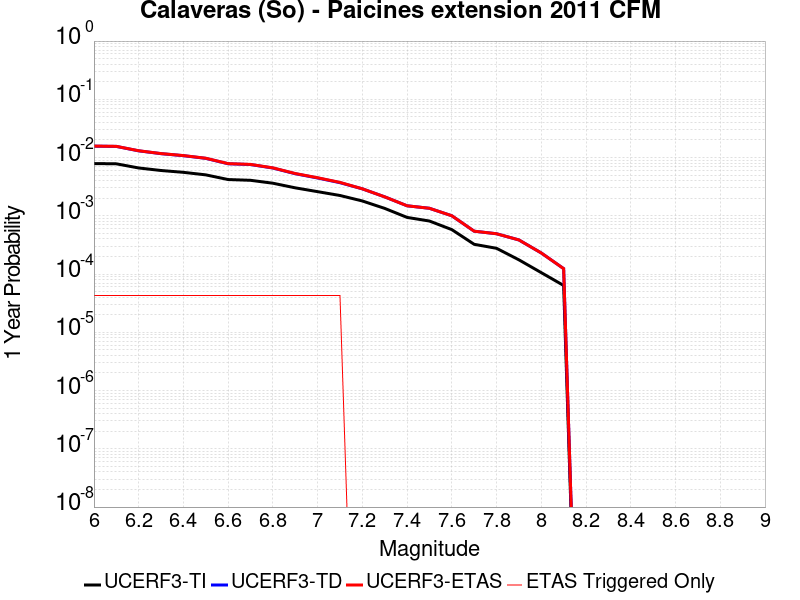 Calaveras (So) - Paicines extension 2011 CFM
1 Year Probability
10^0
10^-1
10^-2
10^-3
10^-4
10^-5
10^-6
10^-7
10^-8
6 6.2 6.4 6.6 6.8 7 7.2 7.4 7.6 7.8 8 8.2 8.4 8.6 8.8 9
Magnitude
UCERF3-TI UCERF3-TD UCERF3-ETAS ETAS Triggered Only